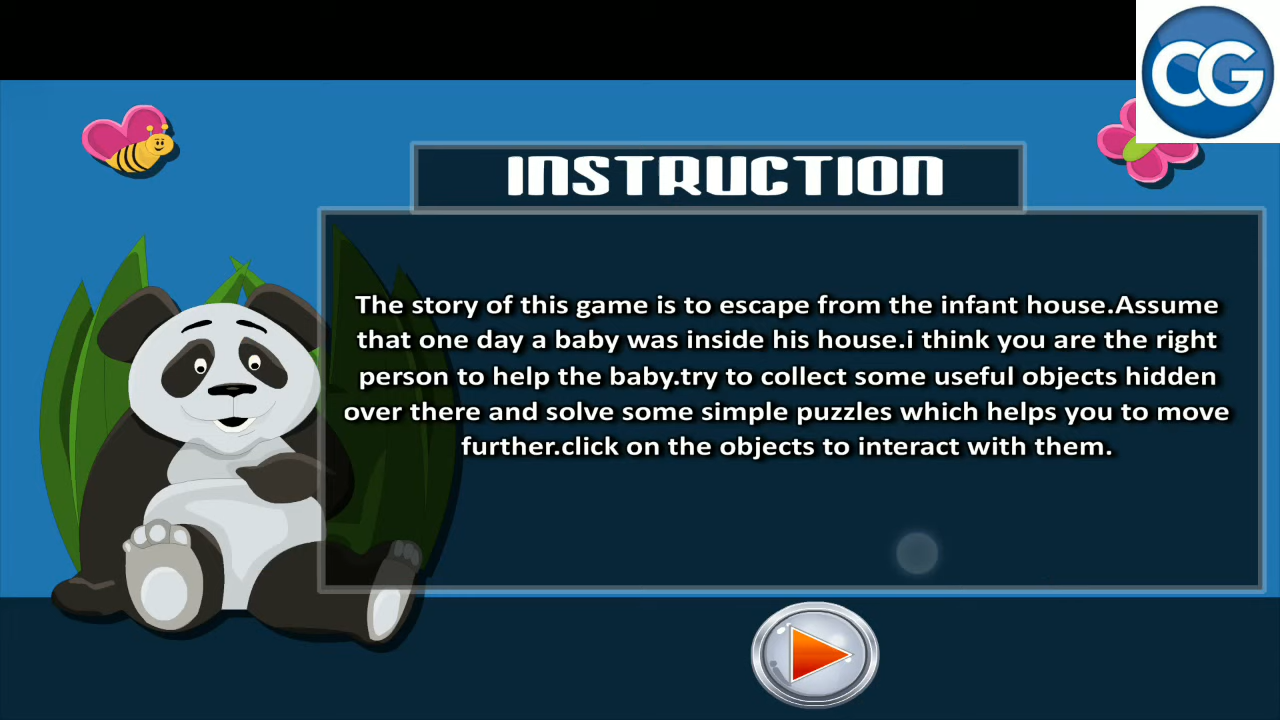 CG
INSTRUCTION
The story of this game is to escape from the infant house.Assume
that one day a baby was inside his house.i think you are the right
person to help the baby.try to collect some useful objects hidden
over there and solve some simple puzzles which helps you to move
further.click on the objects to interact with them.